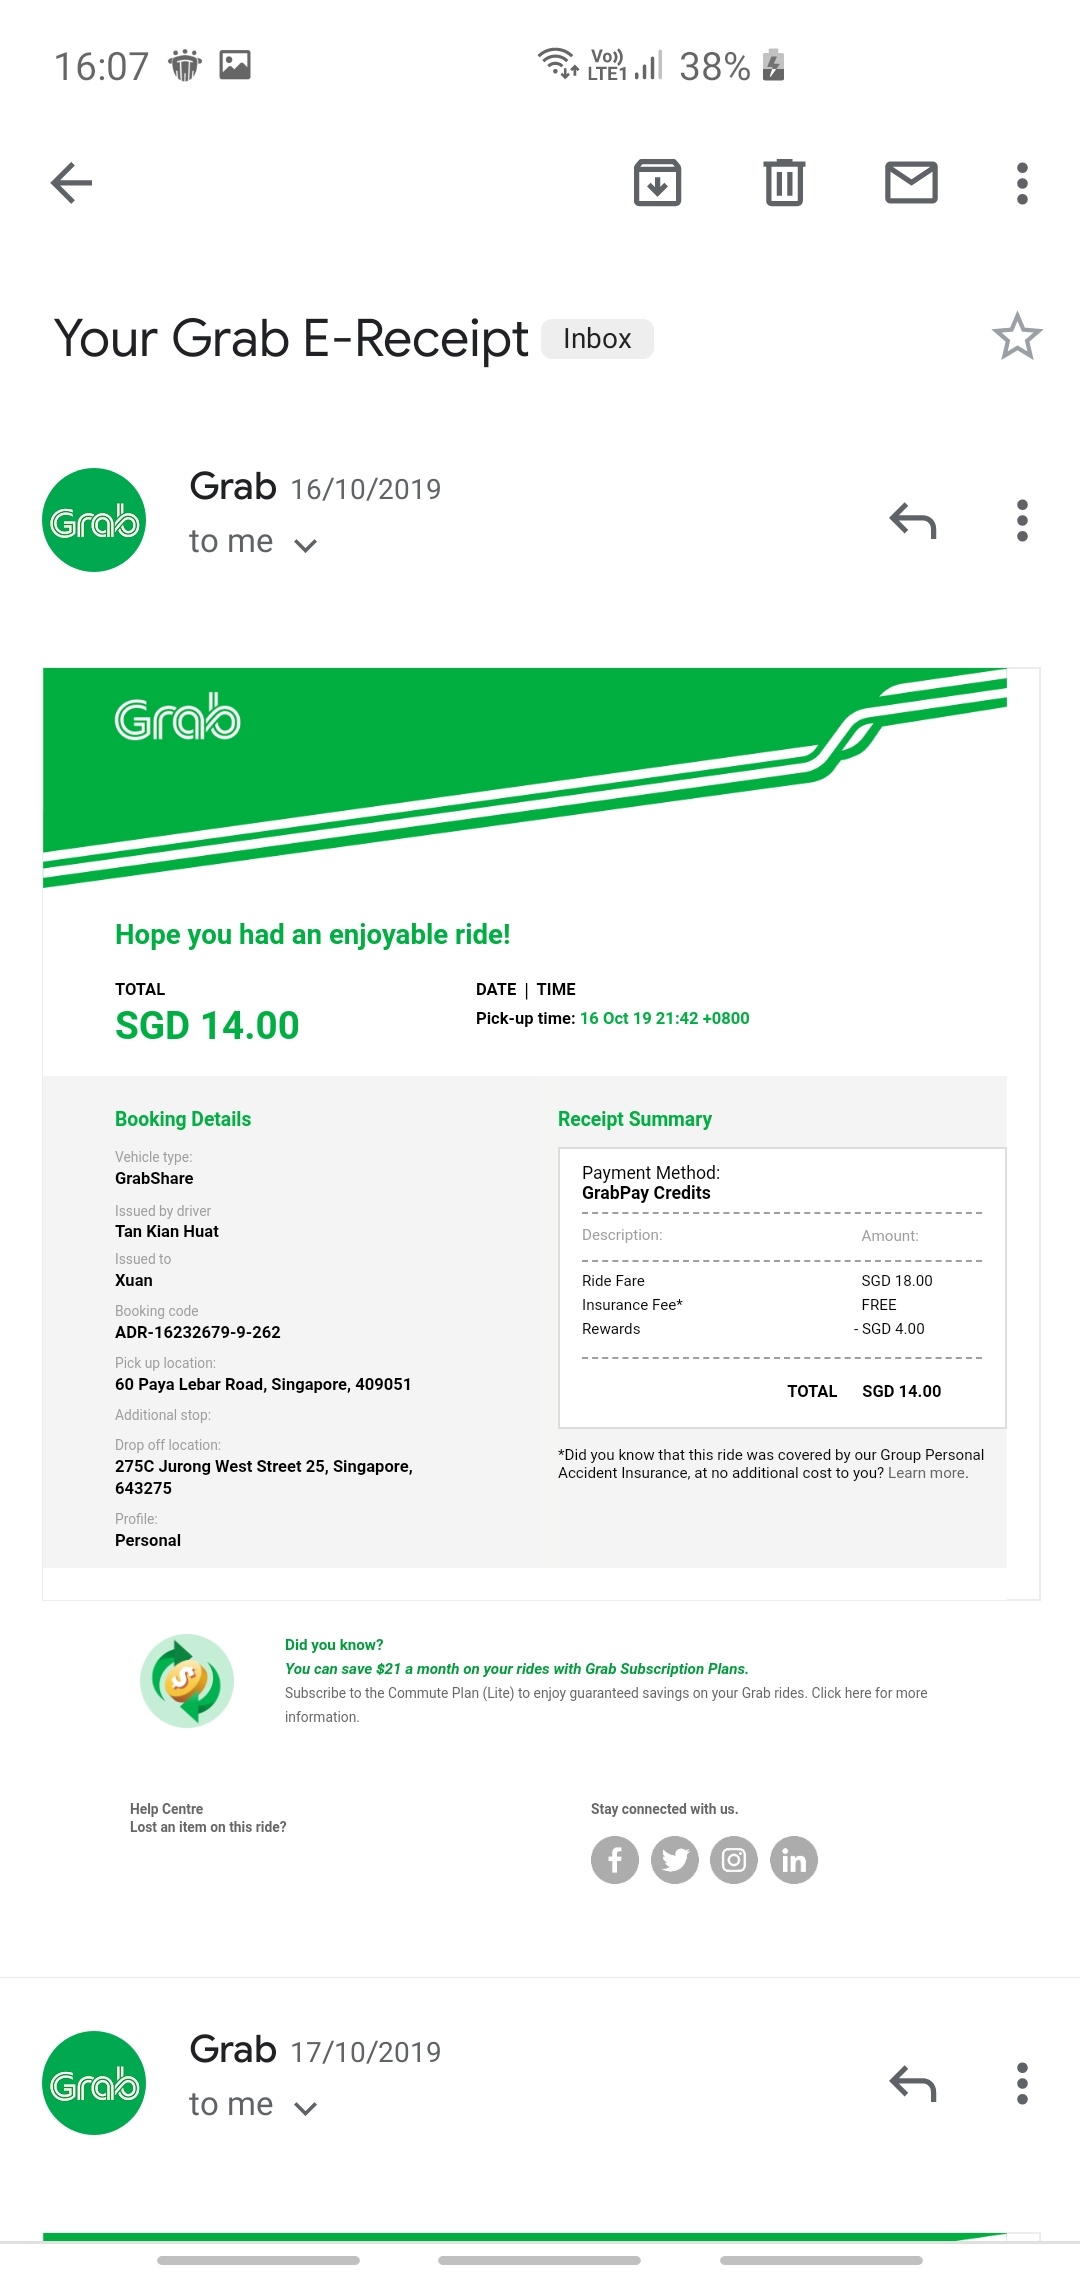 16:07
Vo)) LTE1 38%
Your Grab E-Receipt Inbox
Grab 16/10/2019
Grab
to me
Grab
Hope you had an enjoyable ride!
TOTAL
SGD 14.00
DATE | TIME
Pick-up time: 16 Oct 19 21:42 +0800
Booking Details
Vehicle type:
GrabShare
Issued by driver
Tan Kian Huat
Issued to
Xuan
Booking code
ADR-16232679-9-262
Pick up location:
60 Paya Lebar Road, Singapore, 409051
Additional stop:
Drop off location:
275C Jurong West Street 25, Singapore,
643275
Profile:
Personal
Receipt Summary
Payment Method:
GrabPay Credits
Description: Amount:
Ride Fare SGD 18.00
Insurance Fee* FREE
Rewards - SGD 4.00
TOTAL SGD 14.00
*Did you know that this ride was covered by our Group Personal
Accident Insurance, at no additional cost to you? Learn more.
Did you know?
You can save $21 a month on your rides with Grab Subscription Plans.
Subscribe to the Commute Plan (Lite) to enjoy guaranteed savings on your Grab rides. Click here for more
information.
Help Centre
Lost an item on this ride?
Stay connected with us.
Grab 17/10/2019
Grab
to me